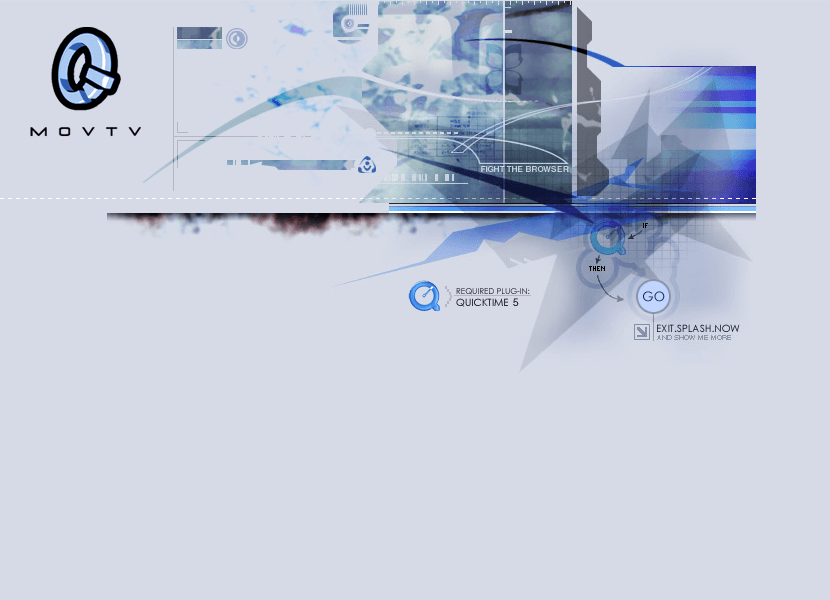 MOVTV
FIGHT THE BROWSER
IF
THEN
REQUIRED PLUG-IN:
QUICKTIME 5
GO
EXIT.SPLASH.NOW
AND SHOW ME MORE